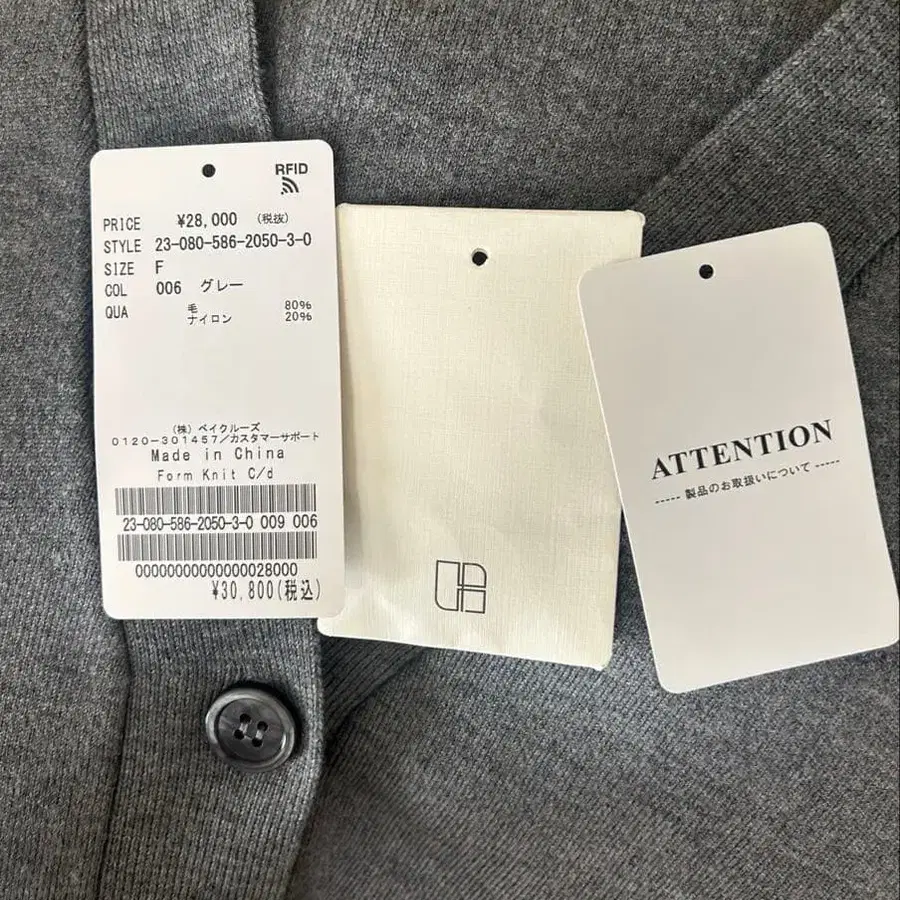 RFID
PRICE ¥28,000 (税抜)
STYLE 23-080-586-2050-3-0
SIZE F
COL 006 グレー
QUA 毛 80%
ナイロン 20%
(株) ベイクルーズ
0120-301457/カスタマーサポート
Made in China
Form Knit C/d
23-080-586-2050-3-0 009 006
00000000000000028000
¥30,800(税込)
ATTENTION
----- 製品のお取扱いについて -----